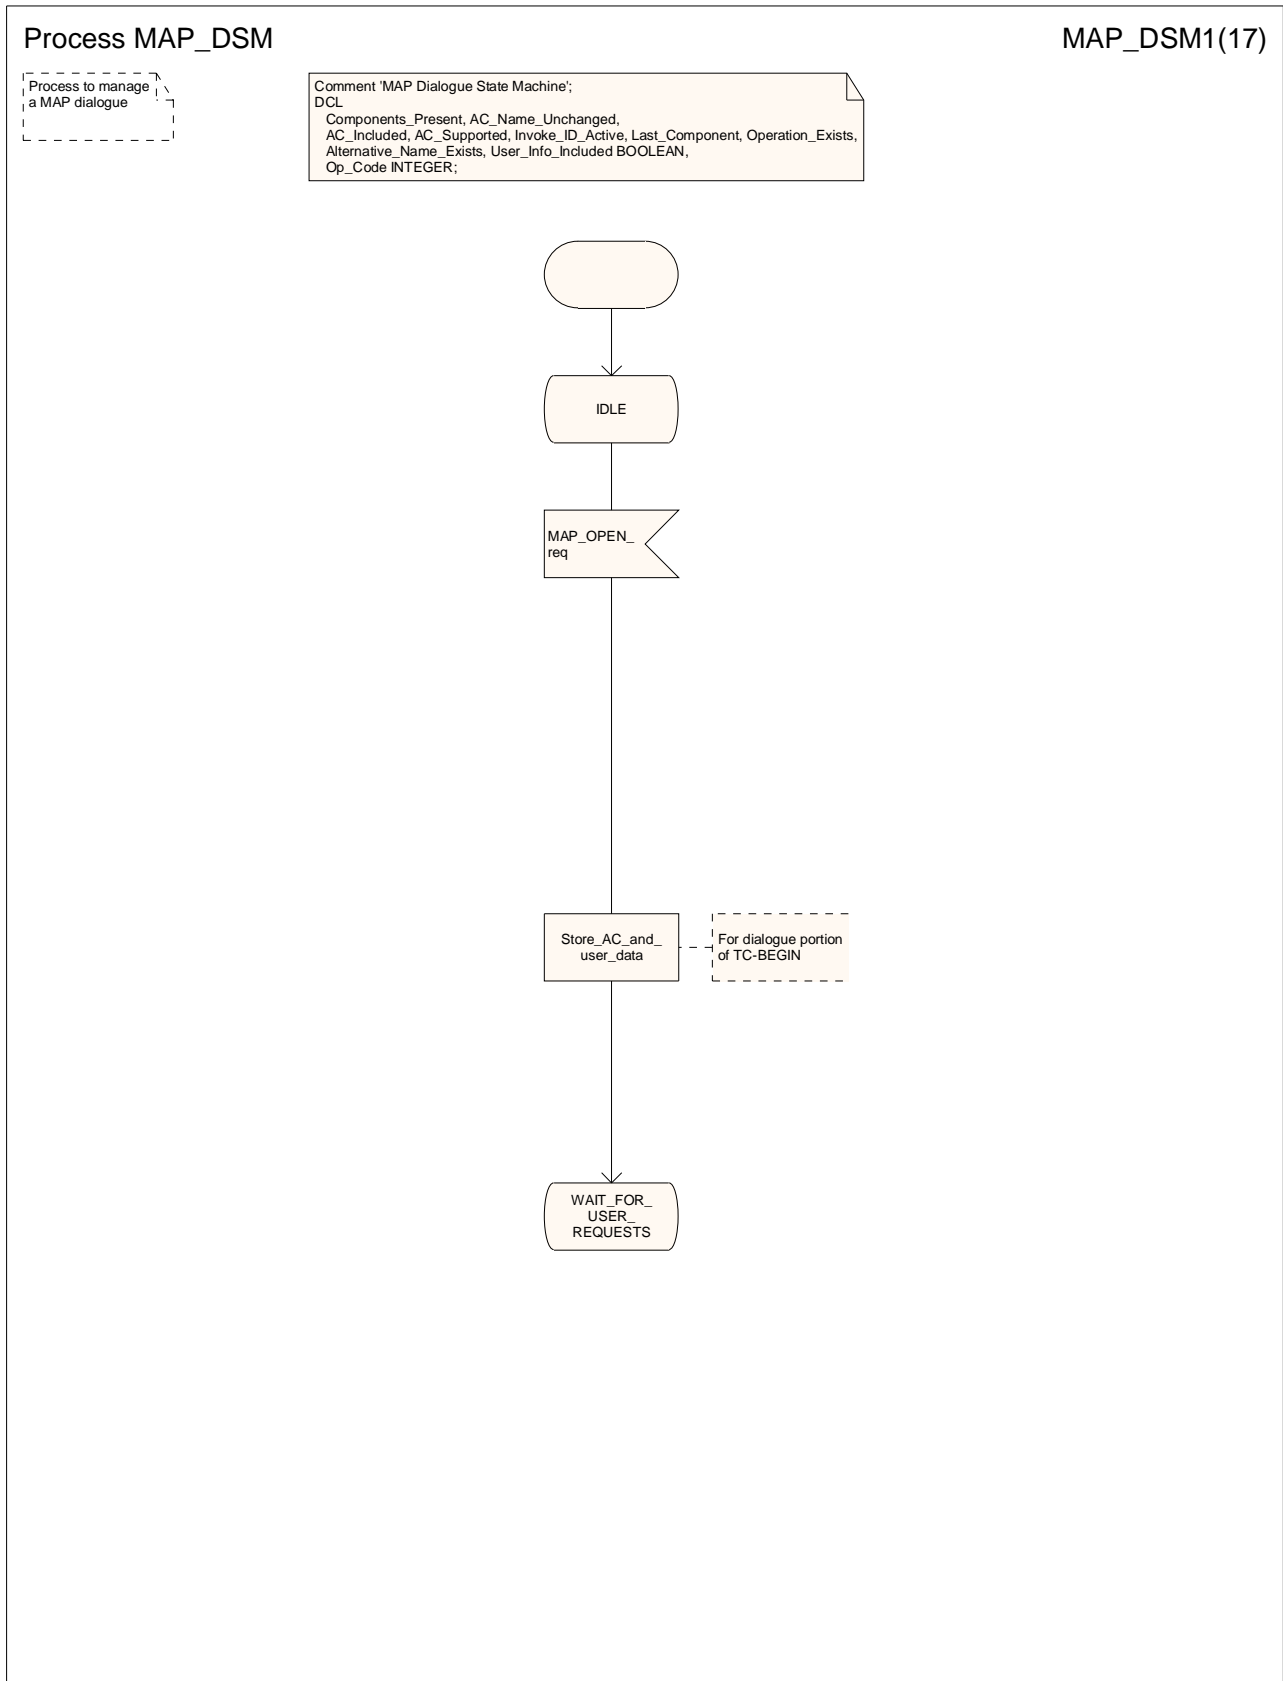 Process MAP_DSM
MAP_DSM1(17)
Process to manage
a MAP dialogue
Comment 'MAP Dialogue State Machine';
DCL
Components_Present, AC_Name_Unchanged,
AC_Included, AC_Supported, Invoke_ID_Active, Last_Component, Operation_Exists,
Alternative_Name_Exists, User_Info_Included BOOLEAN,
Op_Code INTEGER;
IDLE
MAP_OPEN_
req
Store_AC_and_
user_data
For dialogue portion
of TC-BEGIN
WAIT_FOR_
USER_
REQUESTS